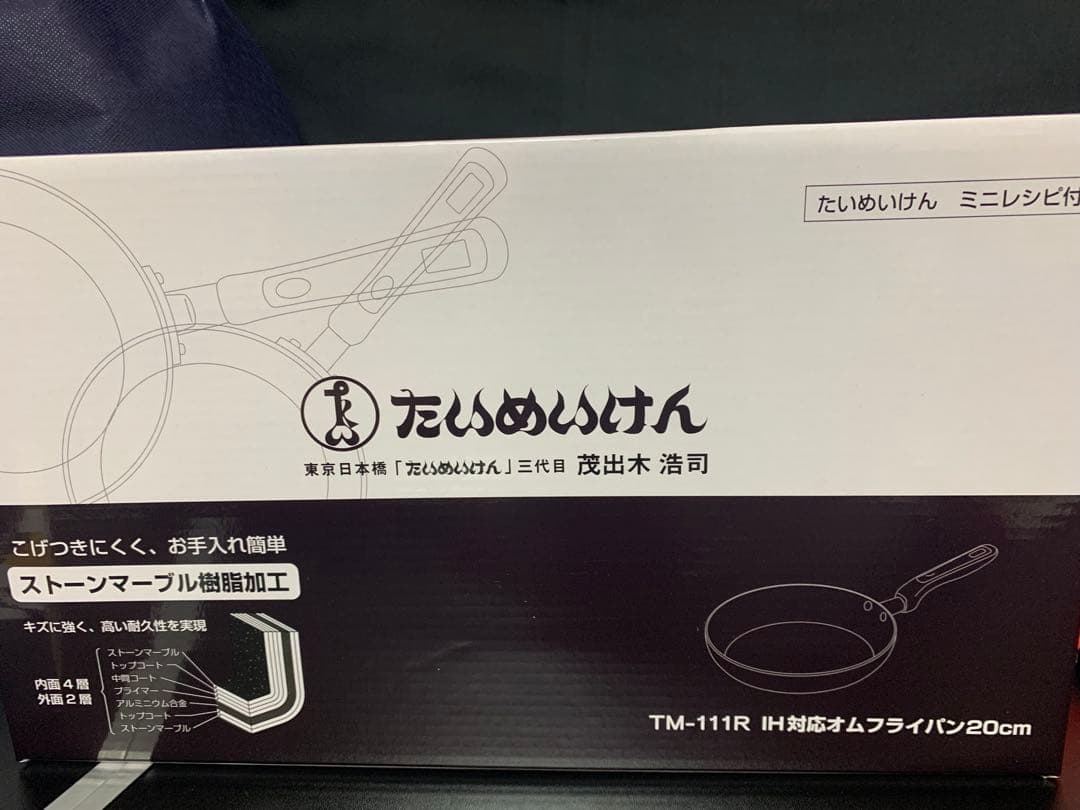 たいめいけん ミニレシピ付
たいめいけん
東京日本橋「たいめいけん」三代目 茂出木 浩司
こげつきにくく、お手入れ簡単
ストーンマーブル樹脂加工
キズに強く、高い耐久性を実現
内面4層
外面2層
ストーンマーブル
トップコート
中間コート
プライマー
アルミニウム合金
トップコート
ストーンマーブル
TM-111R IH対応オムフライパン20cm